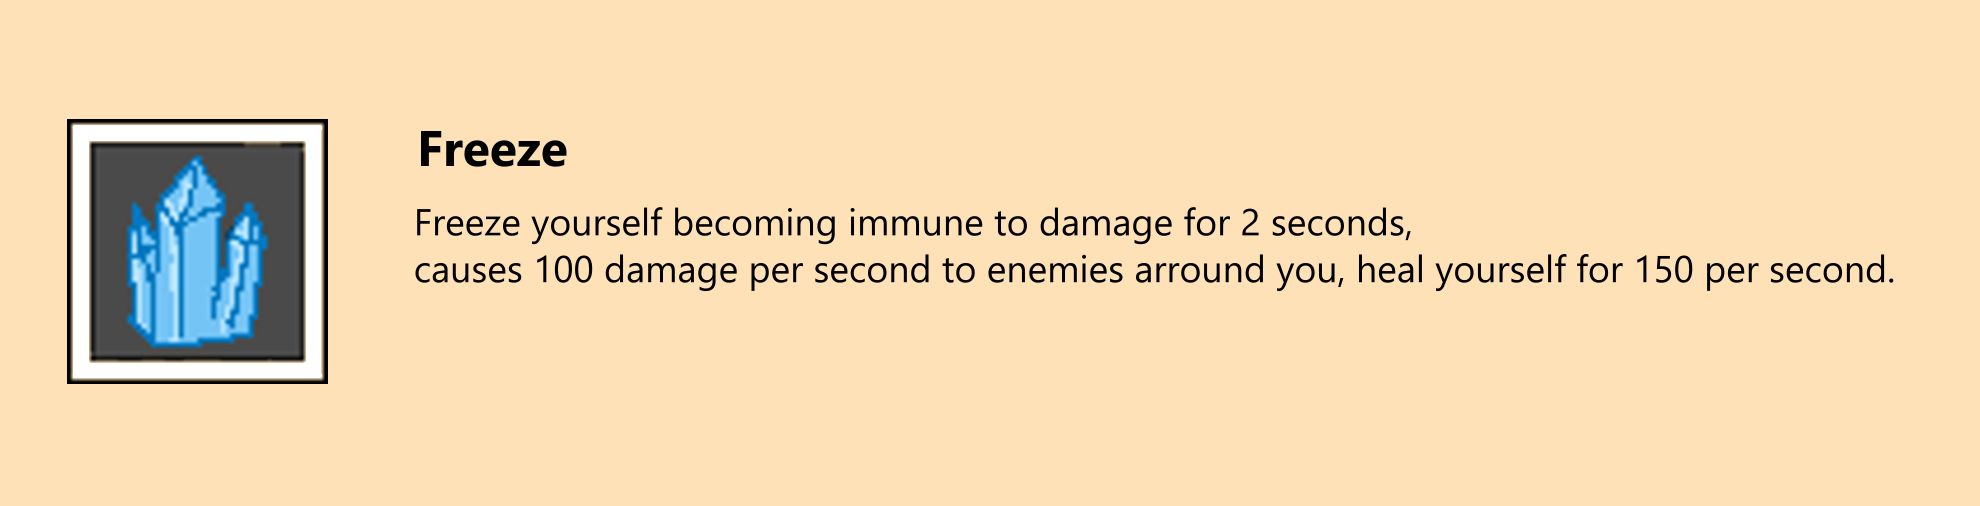 Freeze
Freeze yourself becoming immune to damage for 2 seconds,
causes 100 damage per second to enemies arround you, heal yourself for 150 per second.